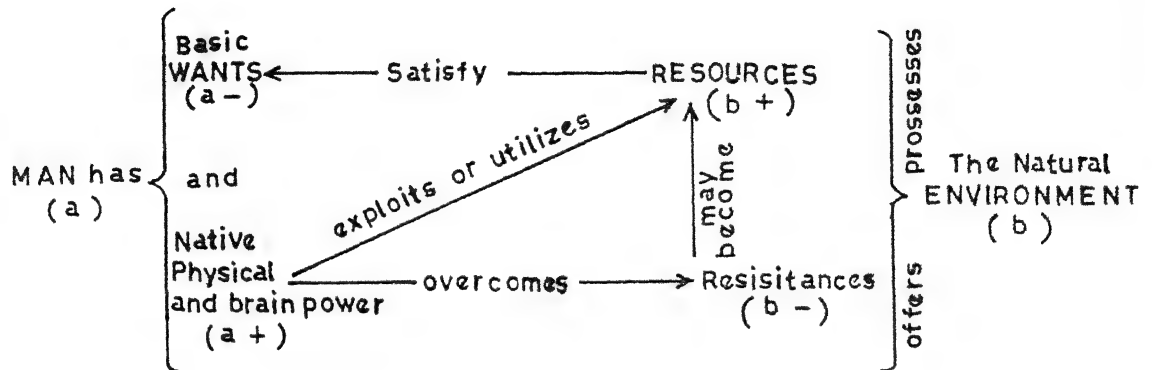 Basic
WANTS
(a-)
Satisfy
RESOURCES
(b+)
prossesses
MAN has
(a)
and
exploits or utilizes
may
become
The Natural
ENVIRONMENT
(b)
Native
Physical
and brain power
(a+)
overcomes
Resisitances
(b-)
offers